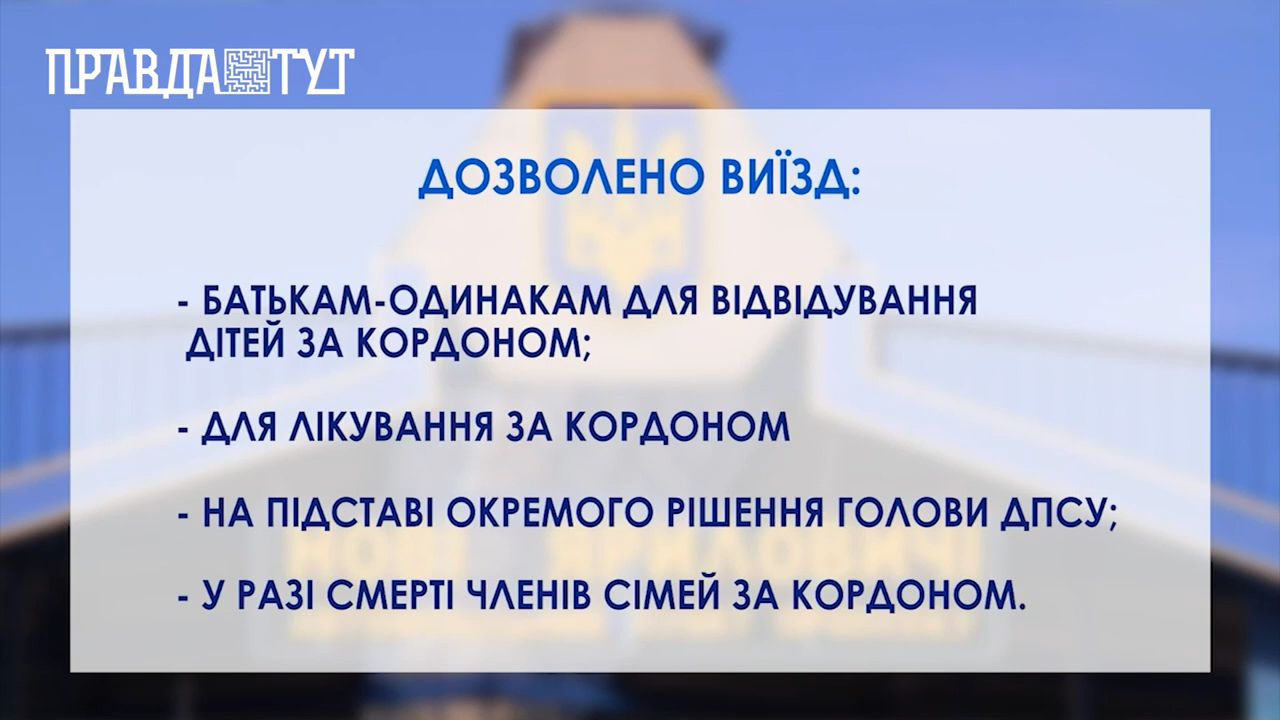 ПРАВДА ТУТ
ДОЗВОЛЕНО ВИЇЗД:
- БАТЬКАМ-ОДИНАКАМ ДЛЯ ВІДВІДУВАННЯ
ДІТЕЙ ЗА КОРДОНОМ;
- ДЛЯ ЛІКУВАННЯ ЗА КОРДОНОМ
- НА ПІДСТАВІ ОКРЕМОГО РІШЕННЯ ГОЛОВИ ДПСУ;
- У РАЗІ СМЕРТІ ЧЛЕНІВ СІМЕЙ ЗА КОРДОНОМ.